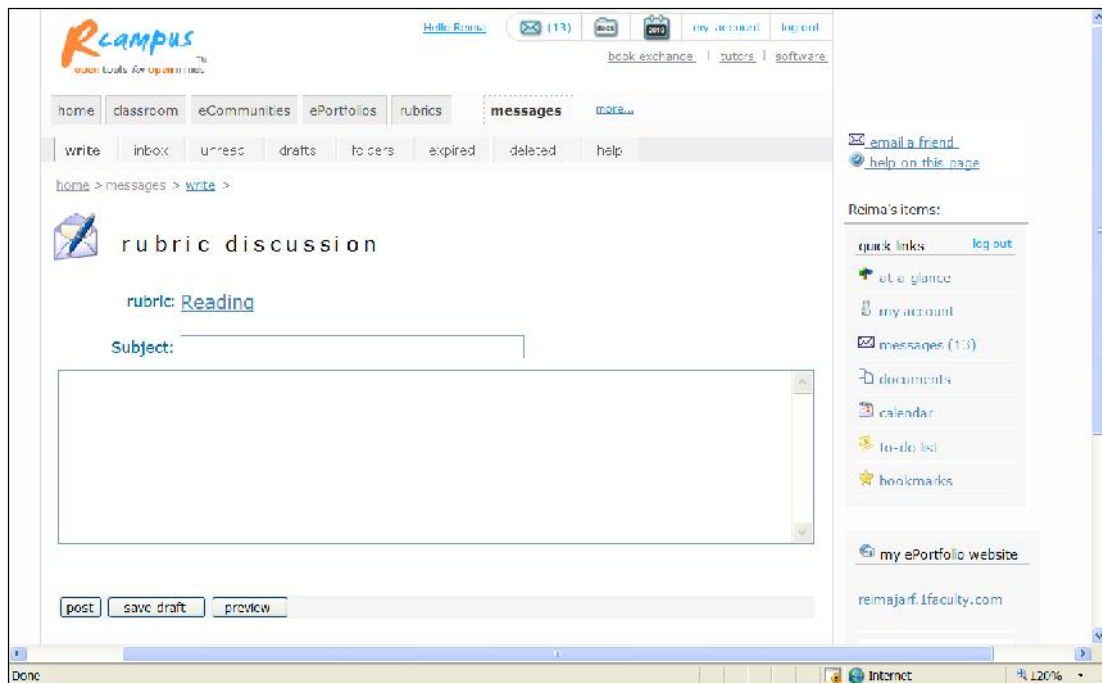 Rcampus TM
open tools for open minds
Hello Reima (13) docs 2010 my account log out
book exchange | tutors | software
home classroom eCommunities ePortfolios rubrics messages more...
write inbox unread drafts folders expired deleted help
home > messages > write >
rubric discussion
rubric: Reading
Subject:
post save draft preview
email a friend
help on this page
Reima's items:
quick links log out
at a glance
my account
messages (13)
documents
calendar
to-do list
bookmarks
my ePortfolio website
reimajarf.1faculty.com
Done Internet 120%